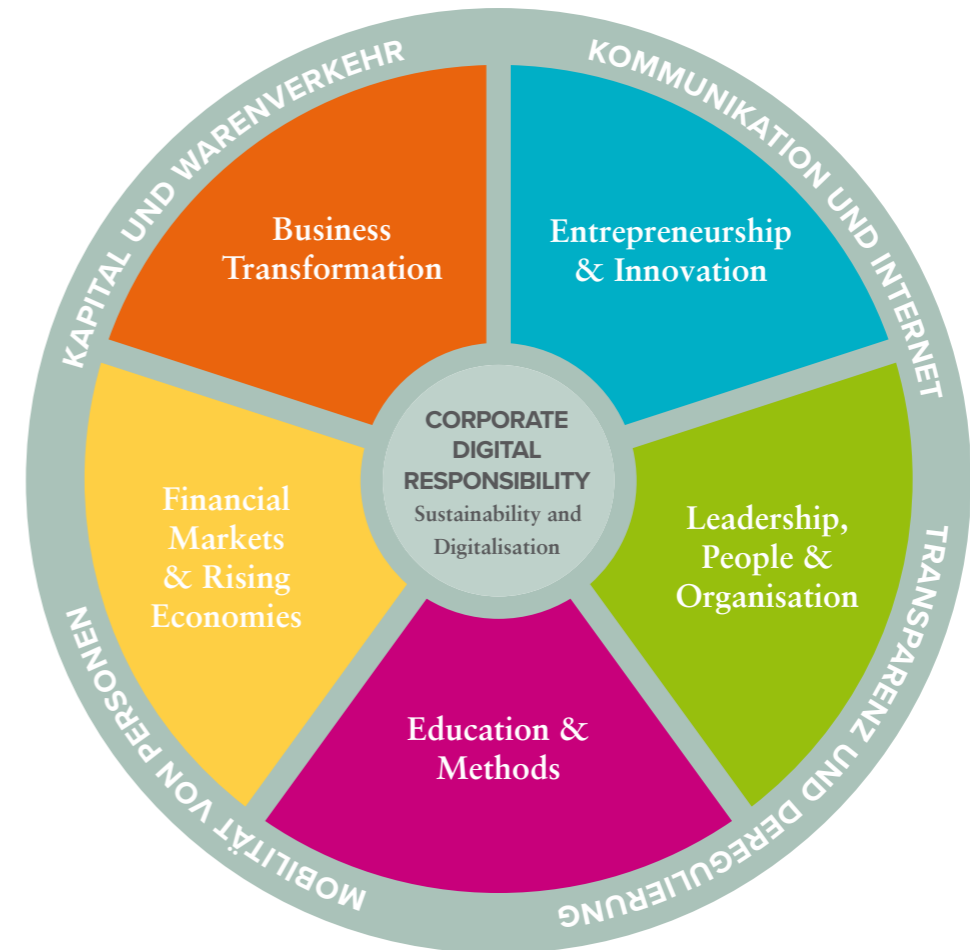 KAPITAL UND WARENVERKEHR
KOMMUNIKATION UND INTERNET
Business
Transformation
Entrepreneurship
& Innovation
CORPORATE
DIGITAL
RESPONSIBILITY
Sustainability and
Digitalisation
Financial
Markets
& Rising
Economies
Leadership,
People &
Organisation
Education &
Methods
MOBILITÄT VON PERSONEN
TRANSPARENZ UND DEREGULIERUNG